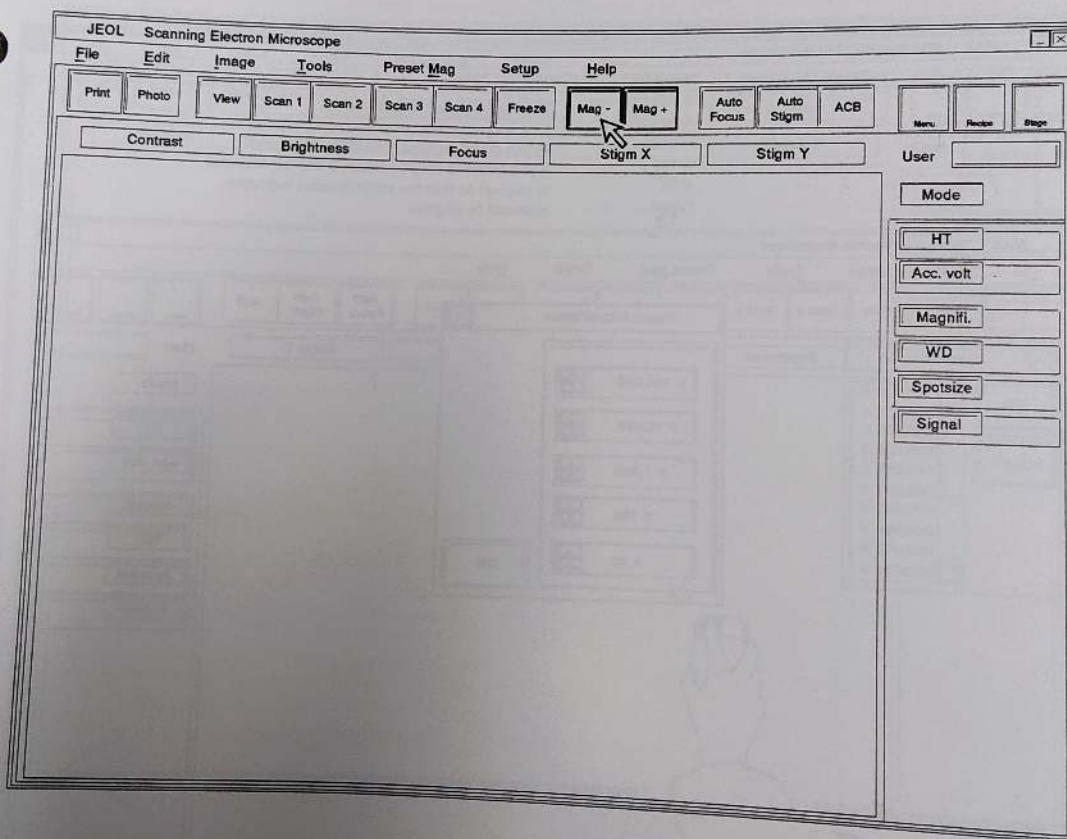 JEOL Scanning Electron Microscope
File Edit Image Tools Preset Mag Setup Help
Print Photo View Scan 1 Scan 2 Scan 3 Scan 4 Freeze Mag - Mag + Auto Focus Auto Stigm ACB Menu Recipe Stage
Contrast Brightness Focus Stigm X Stigm Y User
Mode
HT
Acc. volt
Magnifi.
WD
Spotsize
Signal